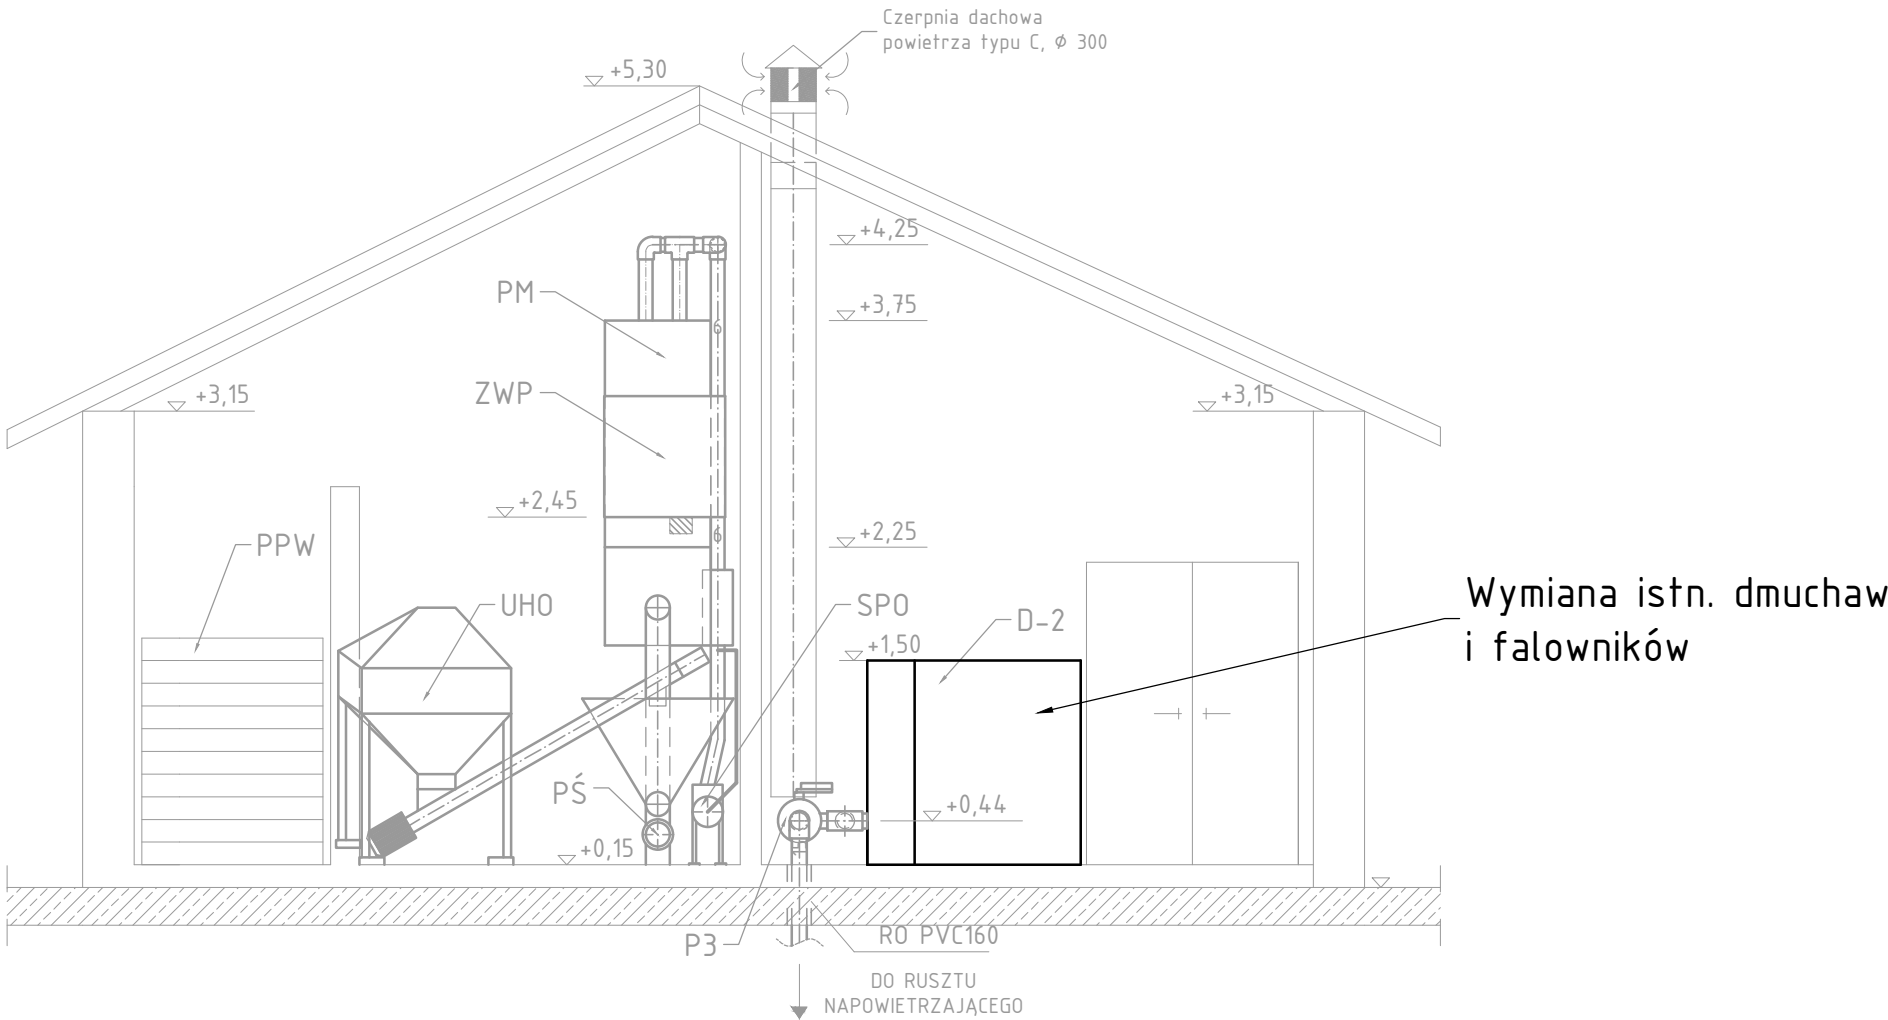 Czerpnia dachowa
powietrza typu C, Ø 300
+5,30
+4,25
PM
+3,75
ZWP
+3,15
+3,15
6
+2,45
+2,25
6
PPW
UHO
SPO
D-2
+1,50
Wymiana istn. dmuchaw
i falowników
PŚ
+0,44
+0,15
P3
RO PVC160
DO RUSZTU
NAPOWIETRZAJĄCEGO